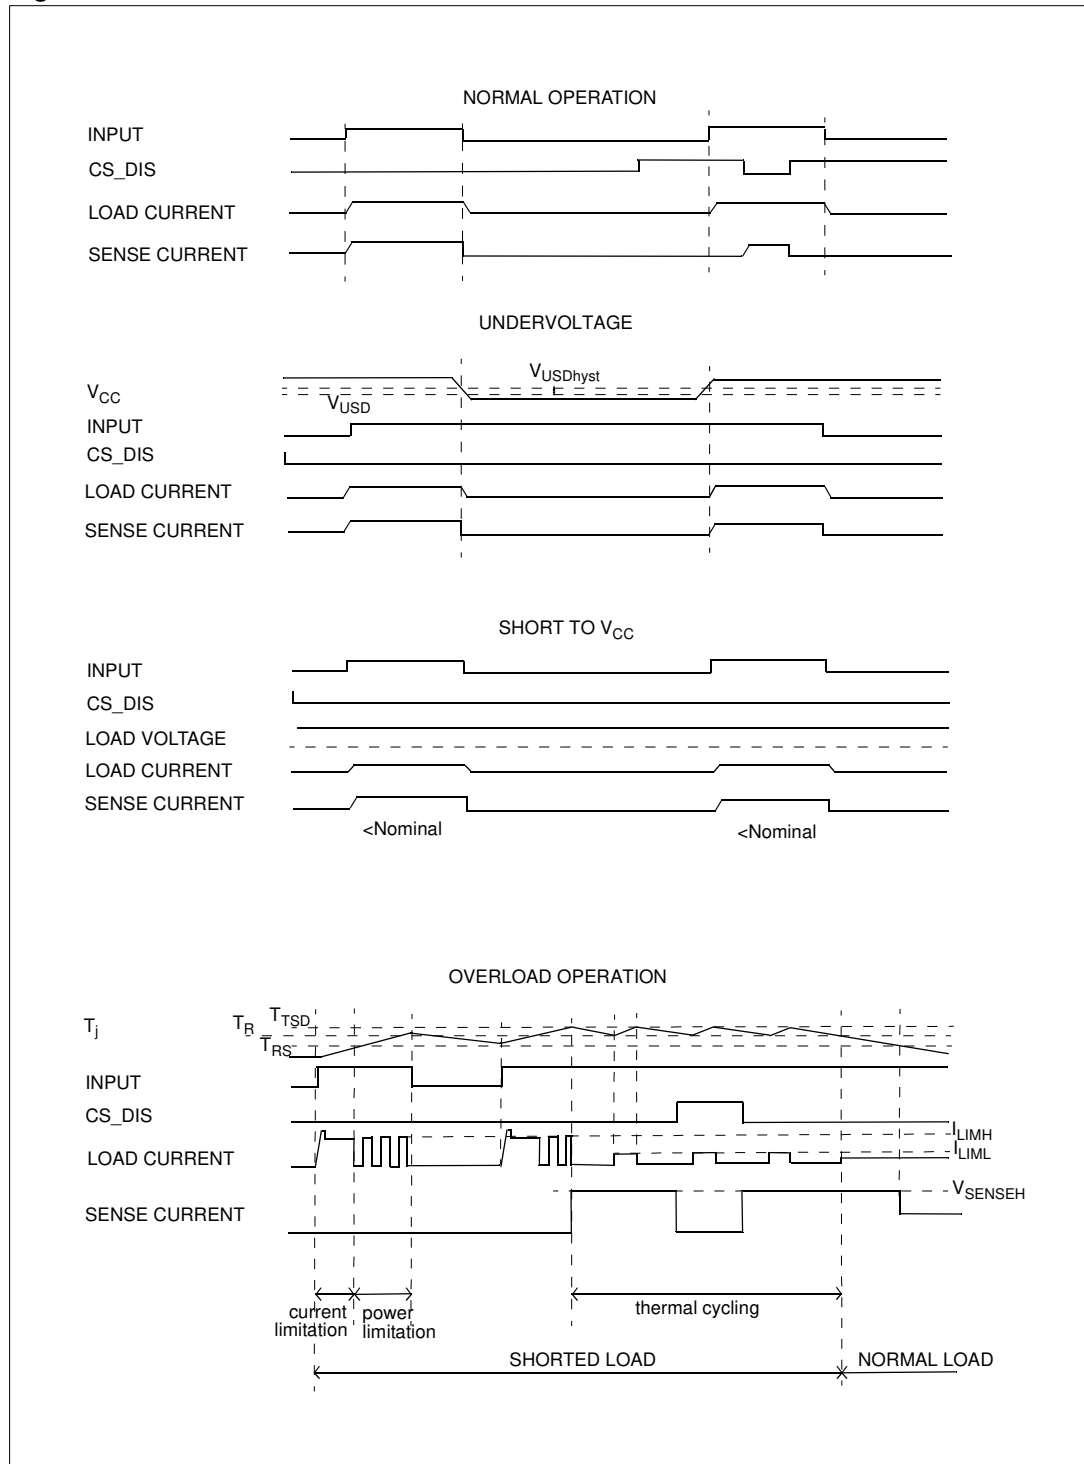 NORMAL OPERATION
INPUT
CS_DIS
LOAD CURRENT
SENSE CURRENT
UNDERVOLTAGE
VUSDhyst
VCC
VUSD
INPUT
CS_DIS
LOAD CURRENT
SENSE CURRENT
SHORT TO VCC
INPUT
CS_DIS
LOAD VOLTAGE
LOAD CURRENT
SENSE CURRENT
<Nominal <Nominal
OVERLOAD OPERATION
Tj TR TTSD
TRS
INPUT
CS_DIS
ILIMH
LOAD CURRENT ILIML
VSENSEH
SENSE CURRENT
current power thermal cycling
limitation limitation
SHORTED LOAD NORMAL LOAD